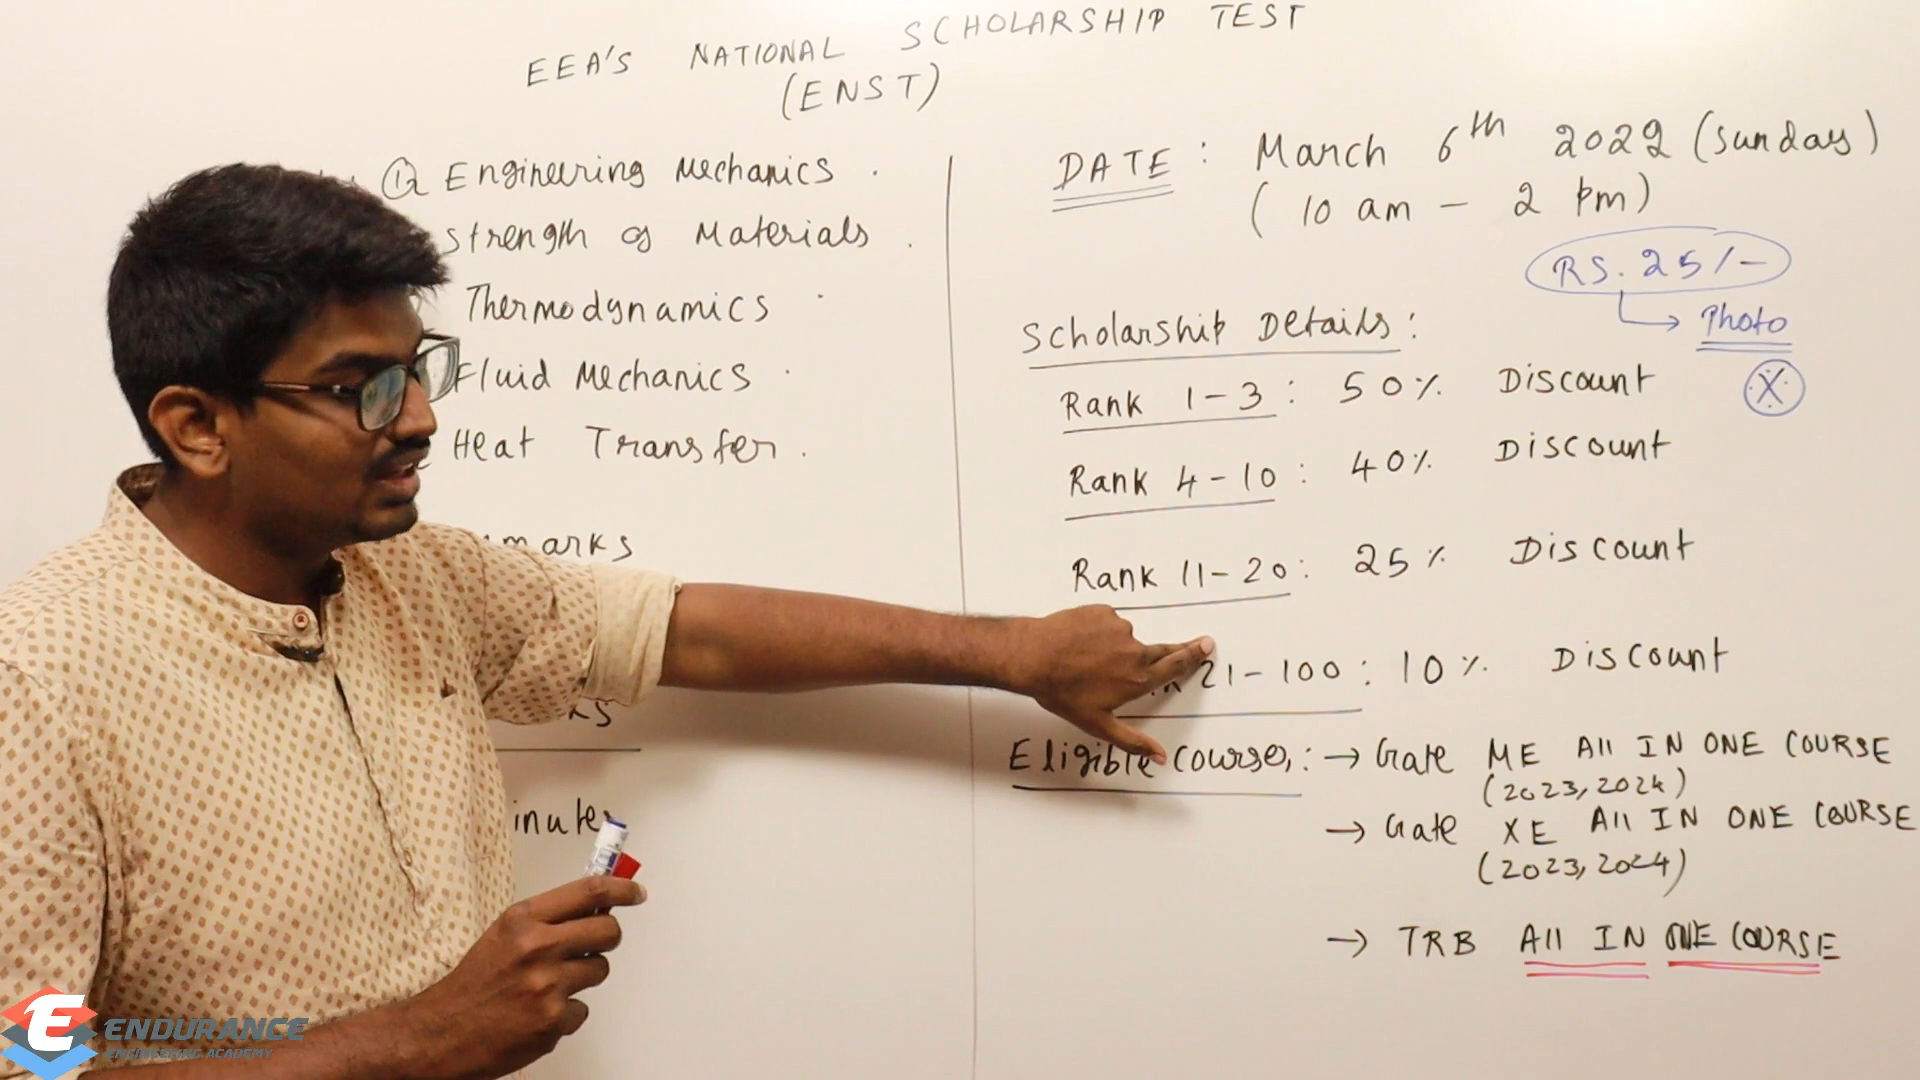 EEA'S NATIONAL SCHOLARSHIP TEST
(ENST)
① Engineering Mechanics .
Strength of Materials .
Thermodynamics .
Fluid Mechanics .
Heat Transfer .
marks
DATE : March 6th 2022 (Sunday)
(10 am - 2 pm)
RS. 25/-
Photo
X
Scholarship Details :
Rank 1-3 : 50% Discount
Rank 4-10 : 40% Discount
Rank 11-20 : 25% Discount
21-100 : 10% Discount
Eligible Courses : → Gate ME All IN ONE COURSE
(2023, 2024)
→ Gate XE All IN ONE COURSE
(2023, 2024)
→ TRB All IN ONE COURSE
E ENDURANCE
ENGINEERING ACADEMY